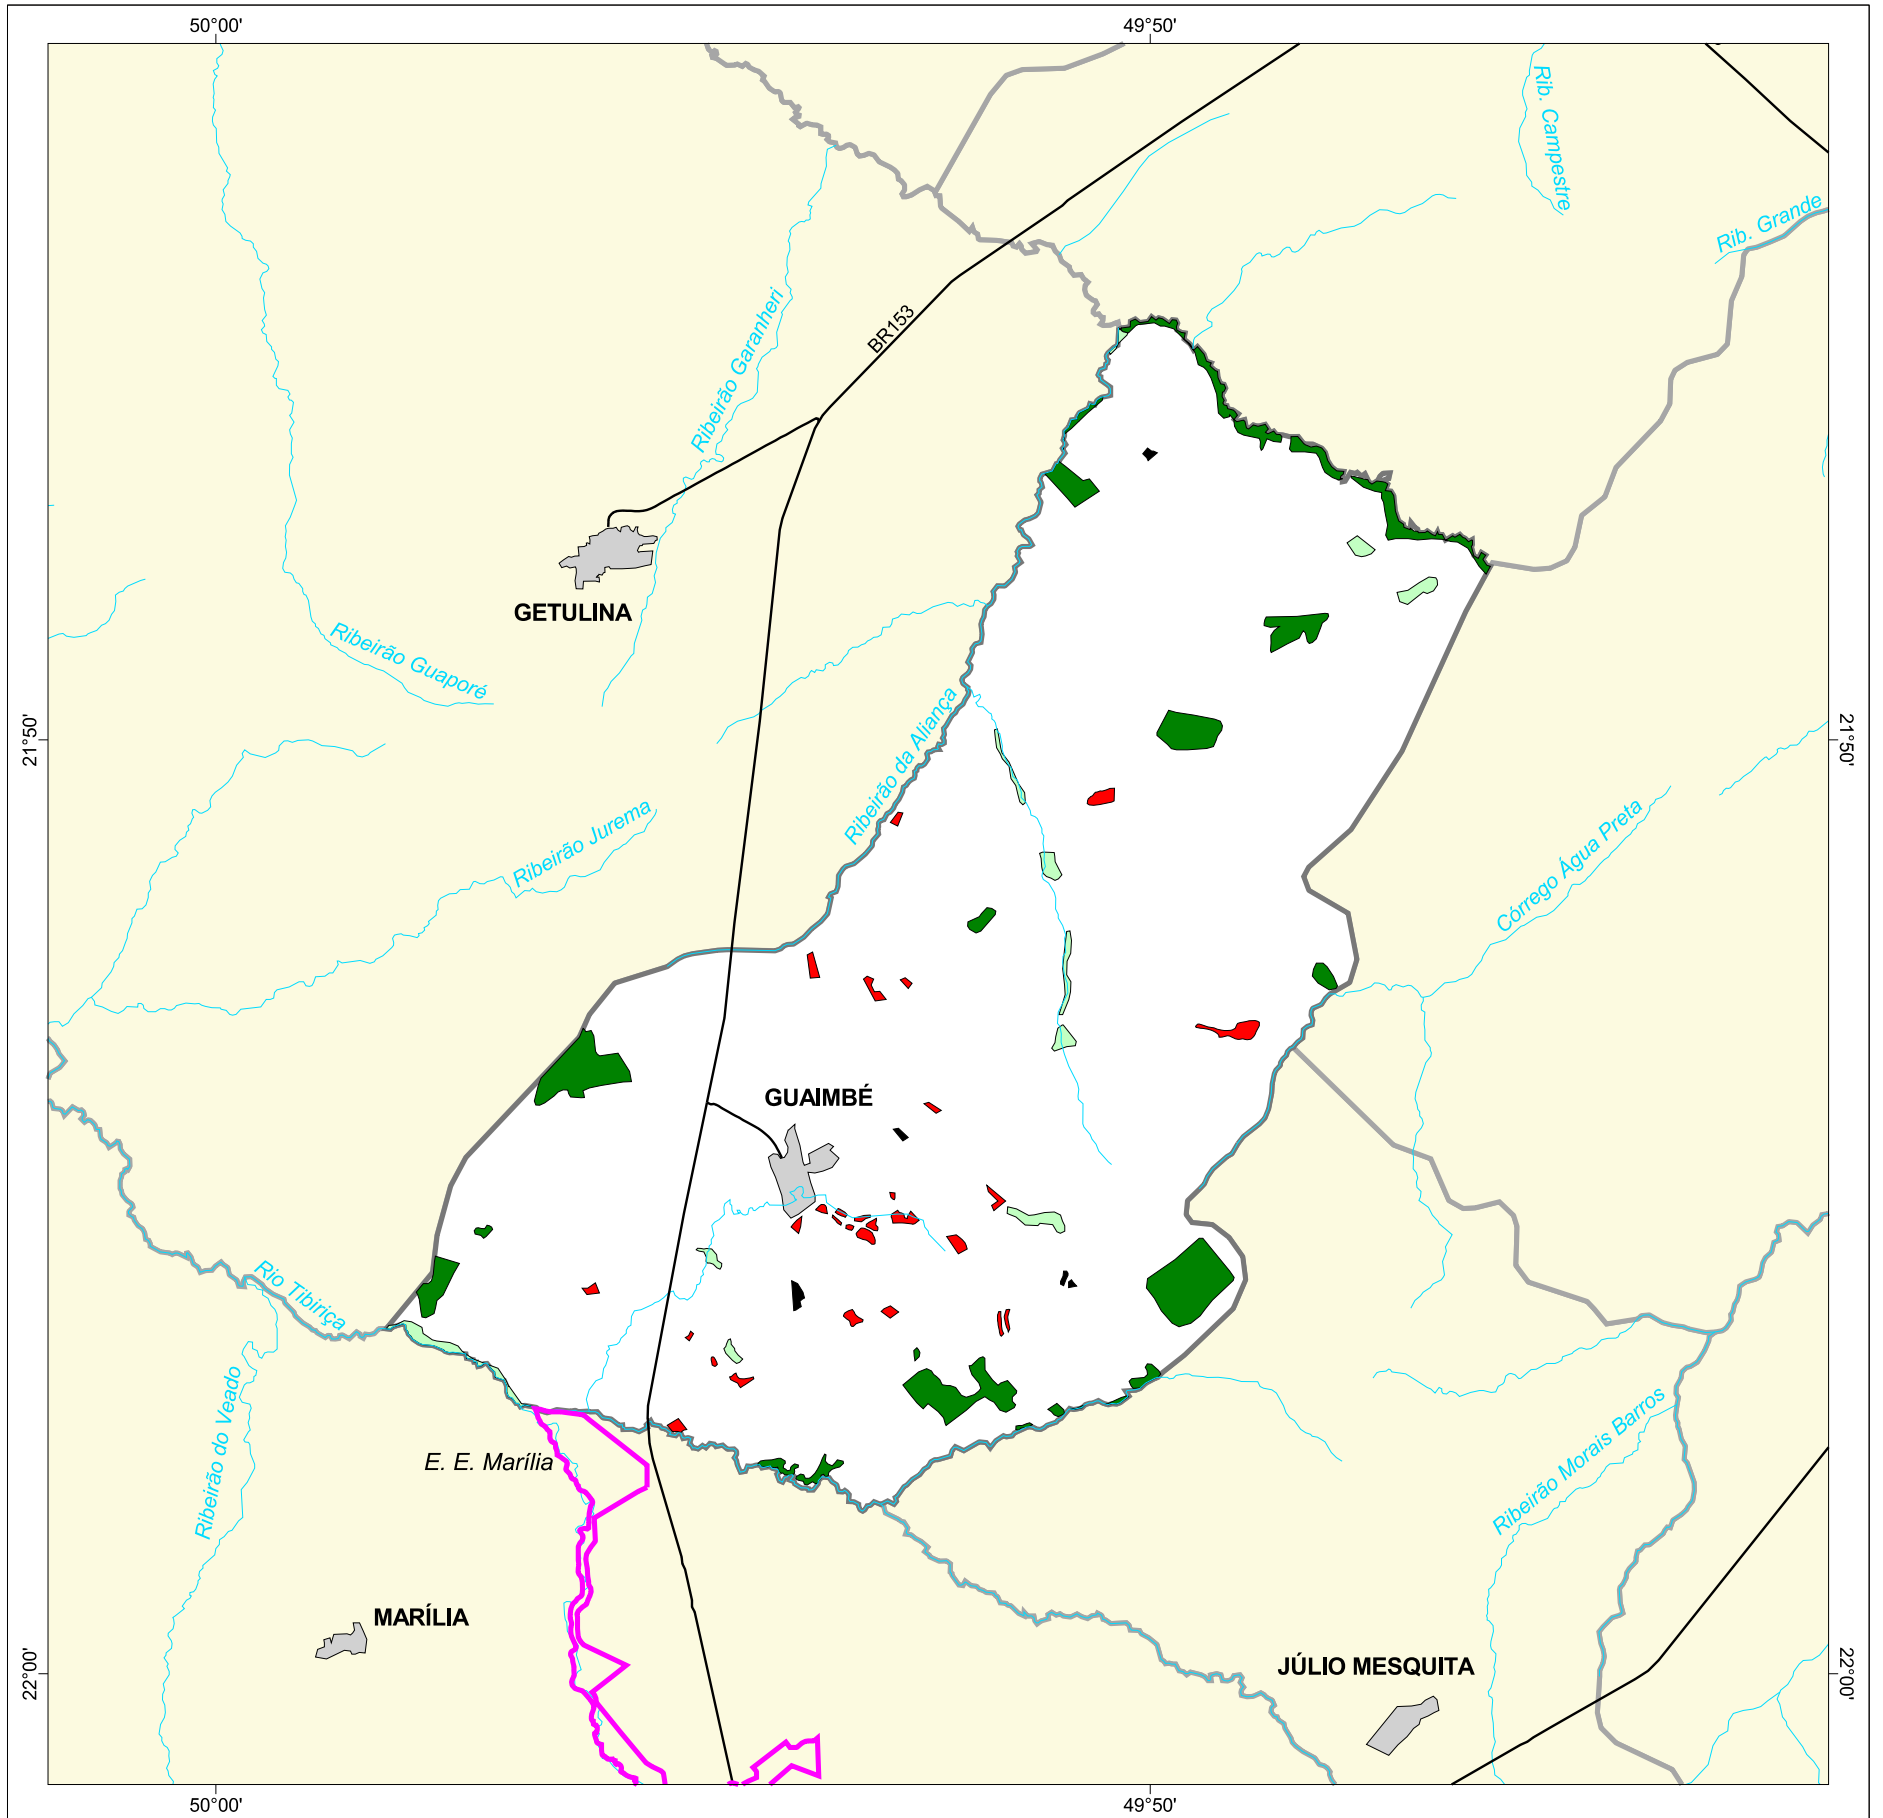 50°00'
49°50'
Rib. Campestre
Rib. Grande
Ribeirão Garanheri
BR153
GETULINA
Ribeirão Guaporé
Ribeirão da Aliança
21°50'
21°50'
Ribeirão Jurema
Córrego Água Preta
GUAIMBÉ
Rio Tibiriça
Ribeirão do Veado
E. E. Marília
Ribeirão Morais Barros
MARÍLIA
JÚLIO MESQUITA
22°00'
22°00'
50°00'
49°50'